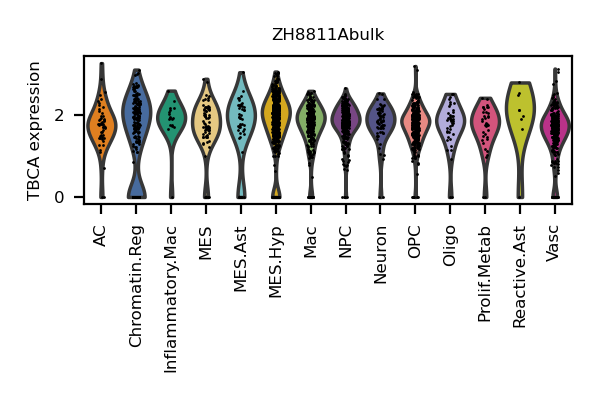 ZH8811Abulk
TBCA expression
2
0
AC
Chromatin.Reg
Inflammatory.Mac
MES
MES.Ast
MES.Hyp
Mac
NPC
Neuron
OPC
Oligo
Prolif.Metab
Reactive.Ast
Vasc